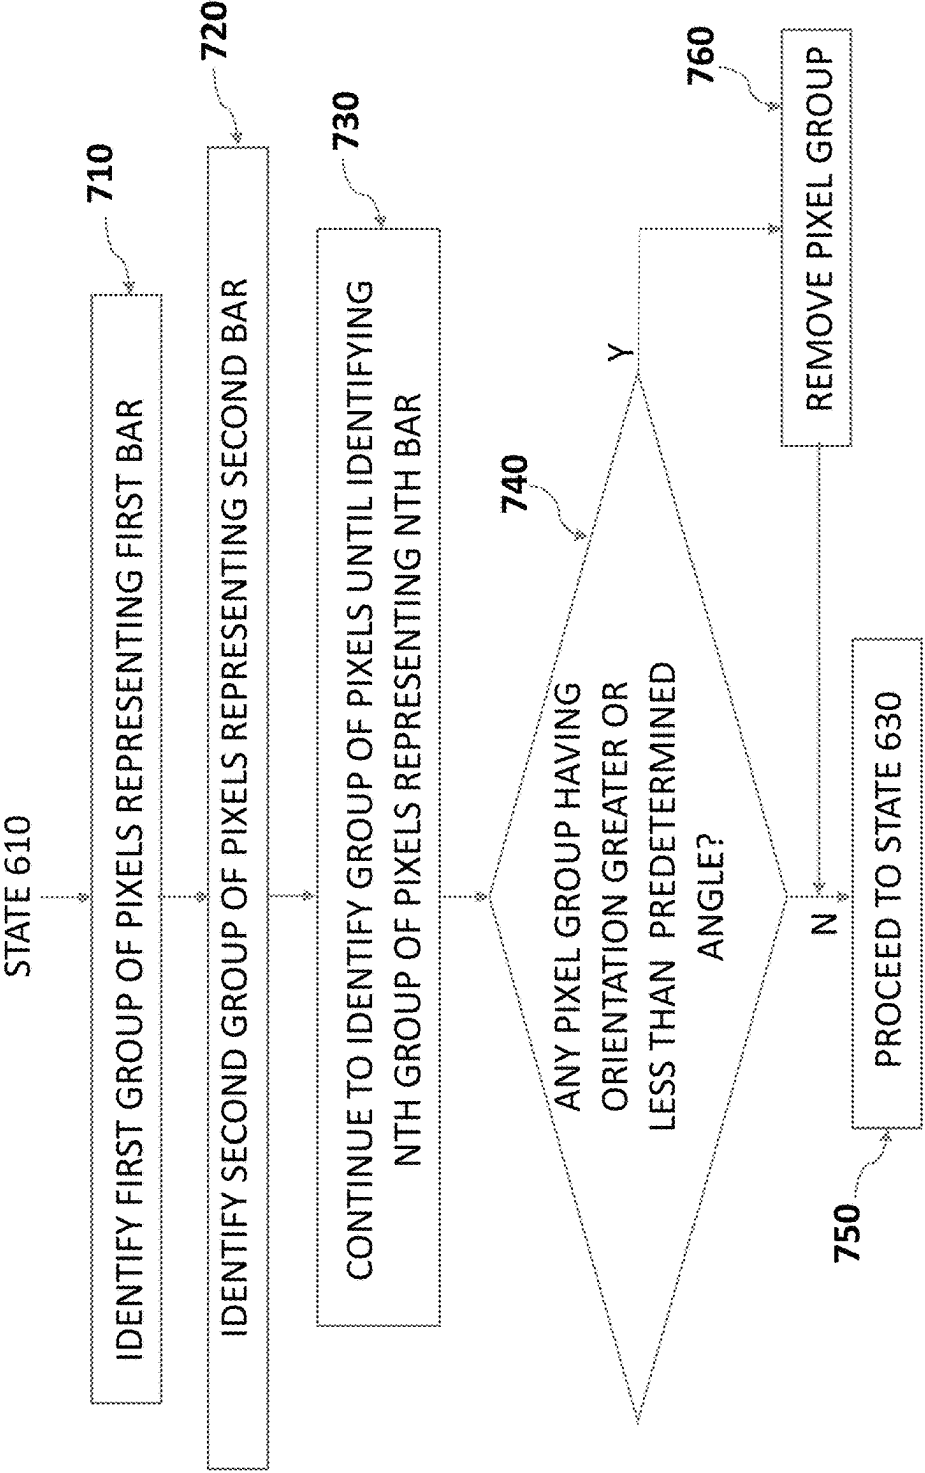 STATE 610
710
IDENTIFY FIRST GROUP OF PIXELS REPRESENTING FIRST BAR
720
IDENTIFY SECOND GROUP OF PIXELS REPRESENTING SECOND BAR
730
CONTINUE TO IDENTIFY GROUP OF PIXELS UNTIL IDENTIFYING
NTH GROUP OF PIXELS REPRESENTING NTH BAR
740
ANY PIXEL GROUP HAVING
ORIENTATION GREATER OR
LESS THAN PREDETERMINED
ANGLE?
Y
760
REMOVE PIXEL GROUP
N
750
PROCEED TO STATE 630